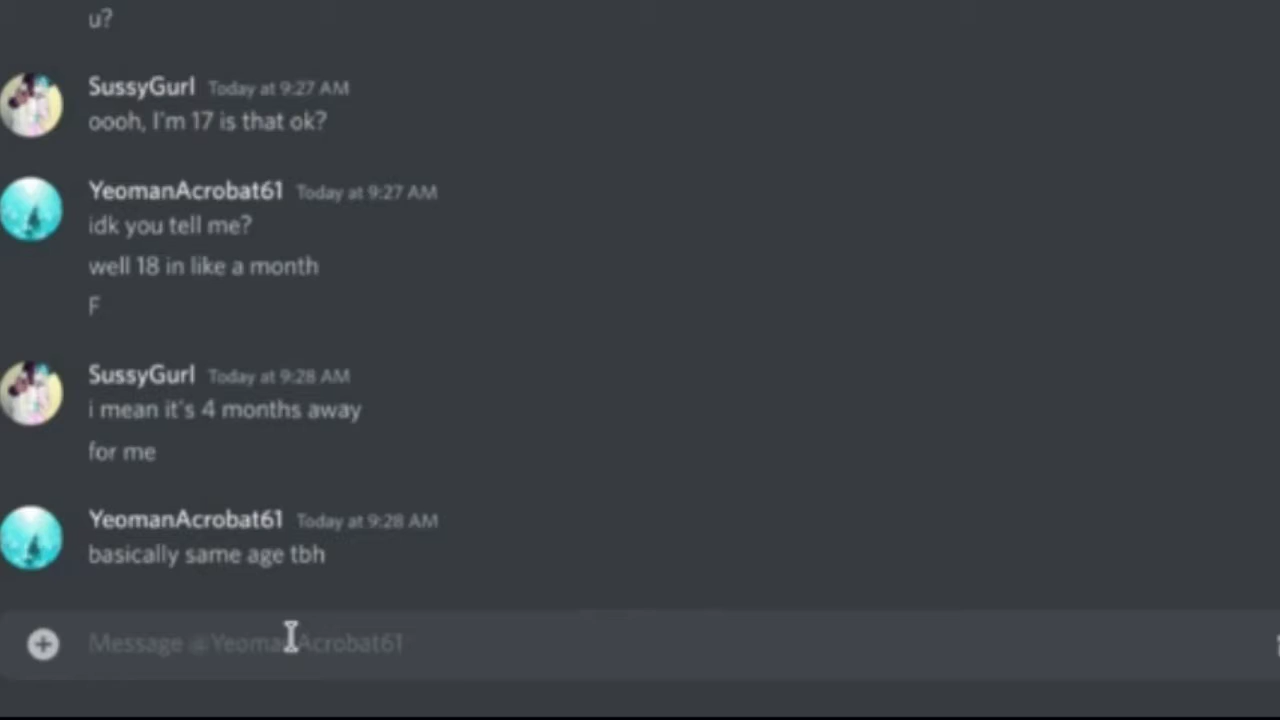 u?
SussyGurl Today at 9:27 AM
oooh, I'm 17 is that ok?
YeomanAcrobat61 Today at 9:27 AM
idk you tell me?
well 18 in like a month
F
SussyGurl Today at 9:28 AM
i mean it's 4 months away
for me
YeomanAcrobat61 Today at 9:28 AM
basically same age tbh
Message @YeomanAcrobat61